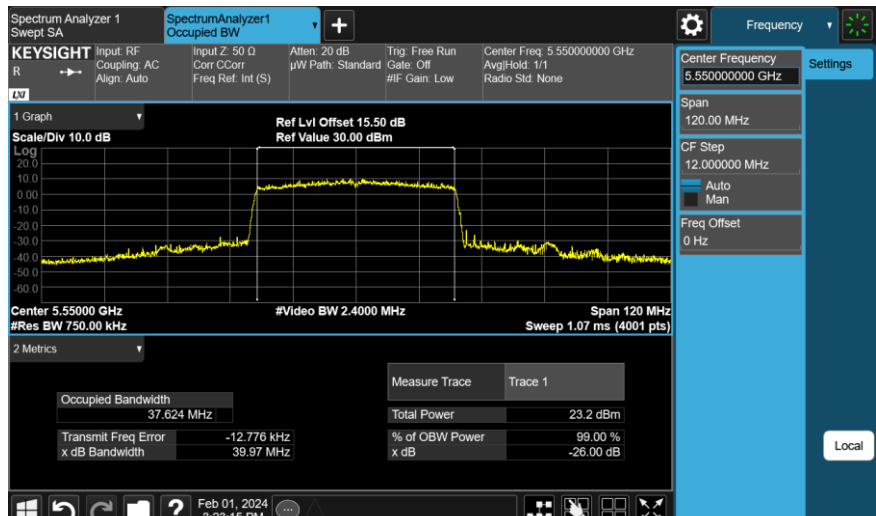 Spectrum Analyzer 1
Swept SA
SpectrumAnalyzer1
Occupied BW
+
Frequency
KEYSIGHT
R
LXI
Input: RF
Coupling: AC
Align: Auto
Input Z: 50 Ω
Corr CCorr
Freq Ref: Int (S)
Atten: 20 dB
µW Path: Standard
Trig: Free Run
Gate: Off
#IF Gain: Low
Center Freq: 5.550000000 GHz
Avg|Hold: 1/1
Radio Std: None
Center Frequency
5.550000000 GHz
Settings
Span
120.00 MHz
CF Step
12.000000 MHz
Auto
Man
Freq Offset
0 Hz
1 Graph
Scale/Div 10.0 dB
Ref Lvl Offset 15.50 dB
Ref Value 30.00 dBm
Log
20.0
10.0
0.00
-10.0
-20.0
-30.0
-40.0
-50.0
-60.0
Center 5.55000 GHz
#Res BW 750.00 kHz
#Video BW 2.4000 MHz
Span 120 MHz
Sweep 1.07 ms (4001 pts)
2 Metrics
Measure Trace
Trace 1
Occupied Bandwidth
37.624 MHz
Total Power
23.2 dBm
Transmit Freq Error
-12.776 kHz
% of OBW Power
99.00 %
x dB Bandwidth
39.97 MHz
x dB
-26.00 dB
Local
?
Feb 01, 2024